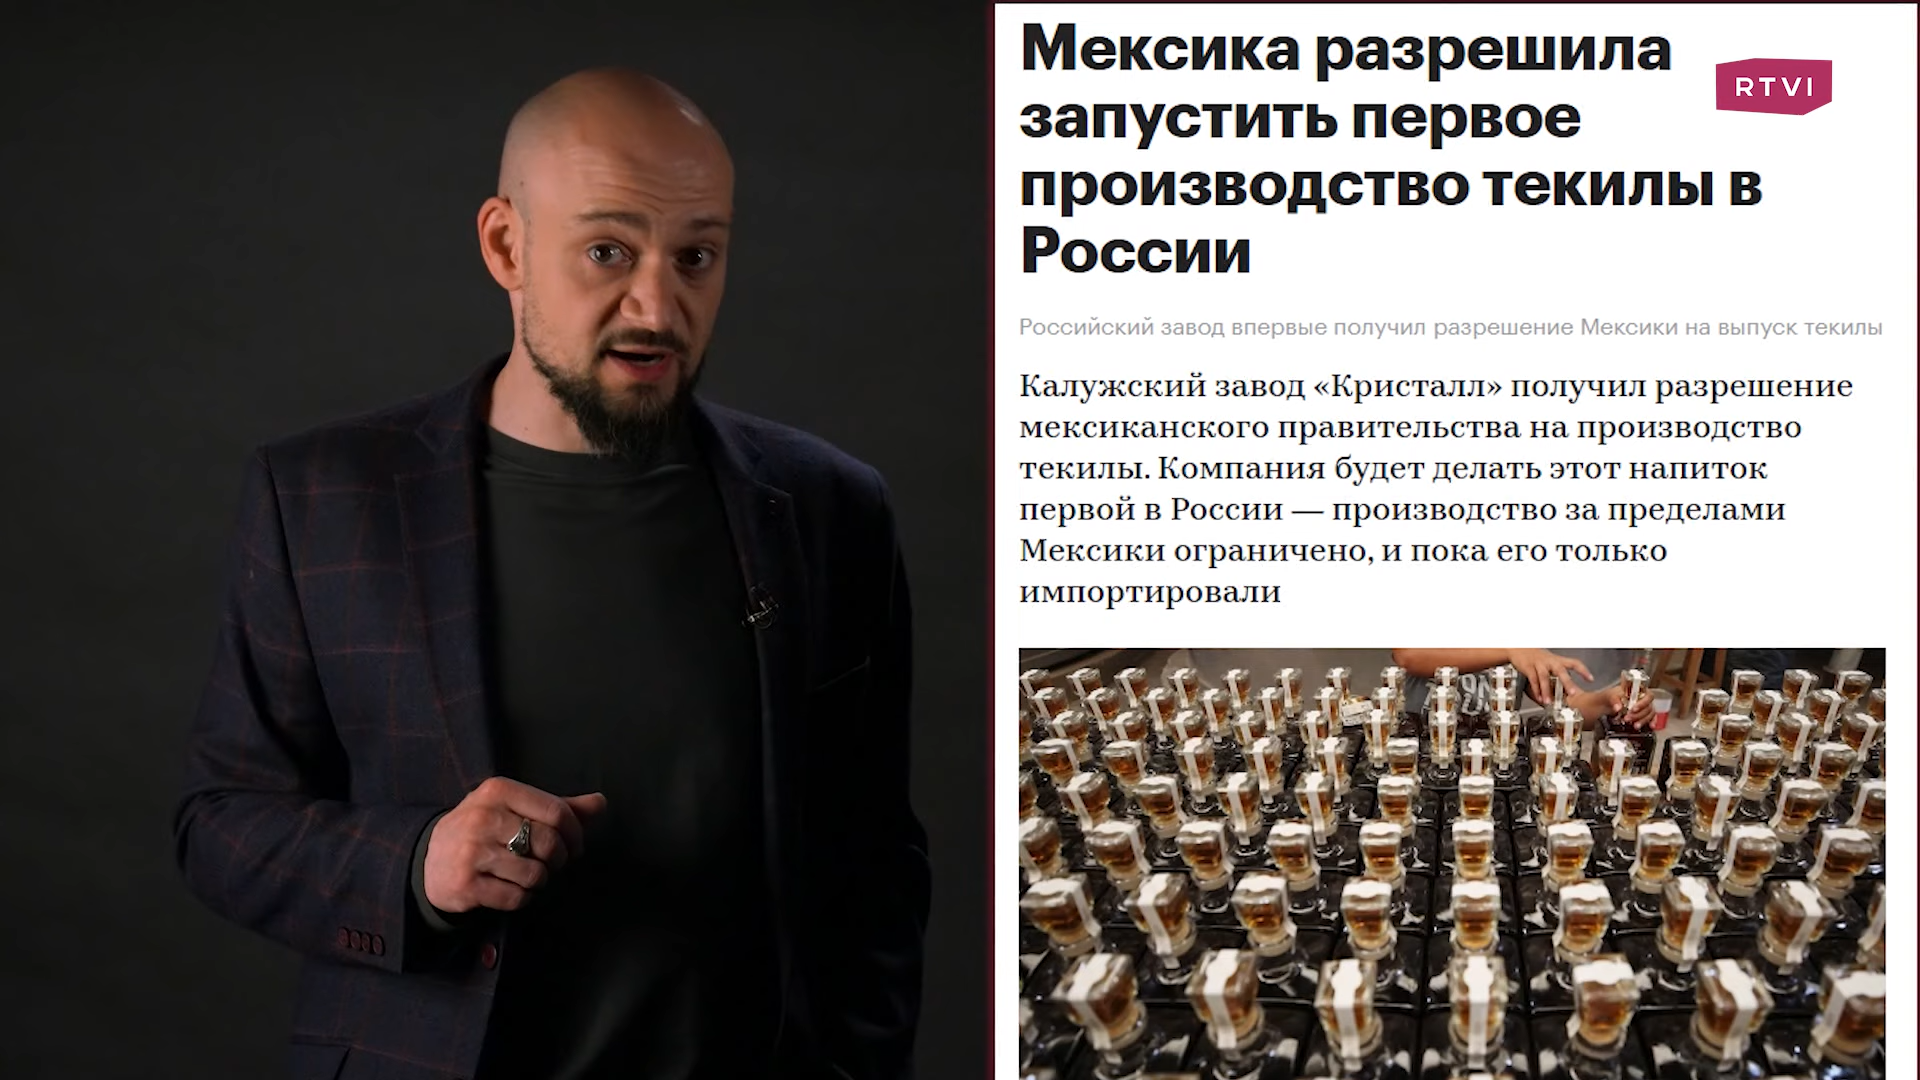 Мексика разрешила
запустить первое
производство текилы в
России
RTVI
Российский завод впервые получил разрешение Мексики на выпуск текилы
Калужский завод «Кристалл» получил разрешение
мексиканского правительства на производство
текилы. Компания будет делать этот напиток
первой в России — производство за пределами
Мексики ограничено, и пока его только
импортировали